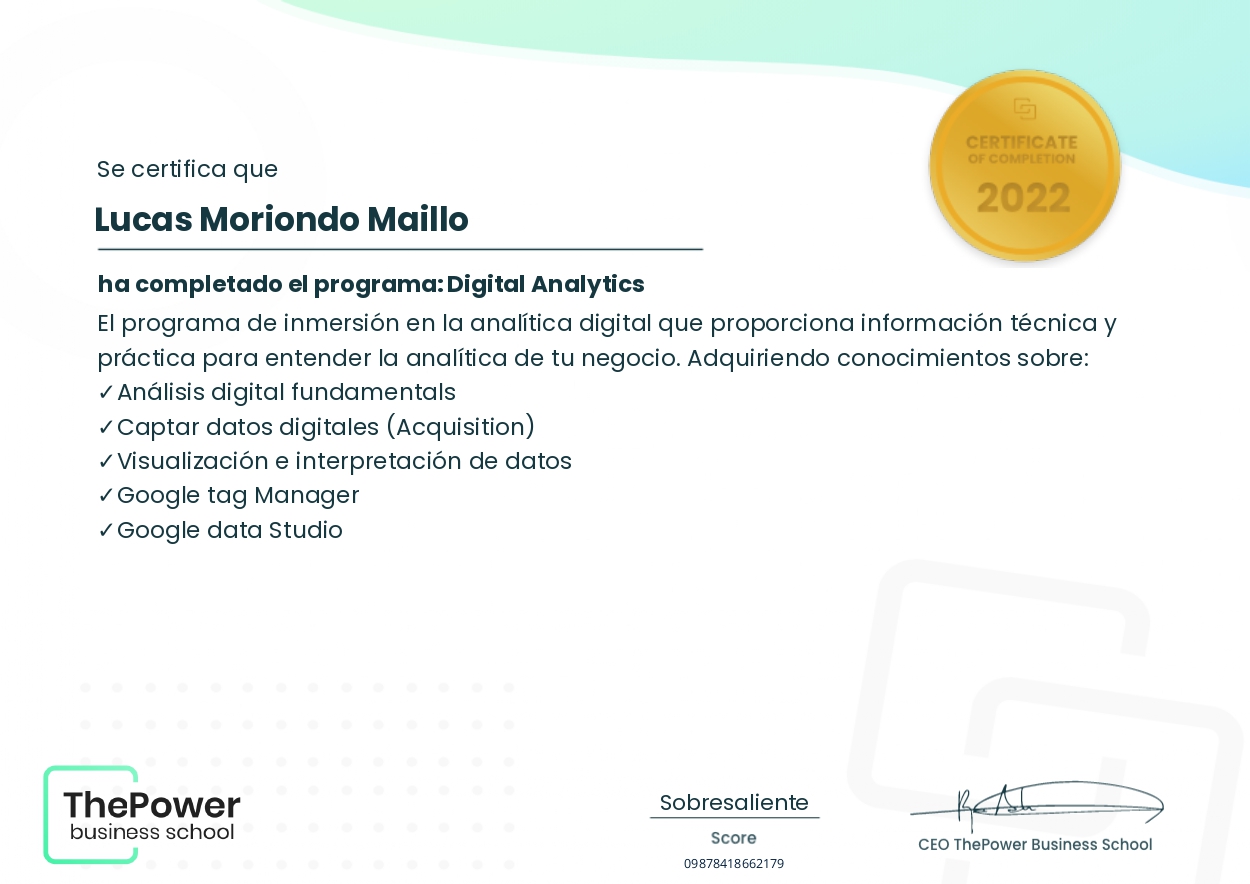 CERTIFICATE
OF COMPLETION
2022
Se certifica que
Lucas Moriondo Maillo
ha completado el programa: Digital Analytics
El programa de inmersión en la analítica digital que proporciona información técnica y
práctica para entender la analítica de tu negocio. Adquiriendo conocimientos sobre:
✓Análisis digital fundamentals
✓Captar datos digitales (Acquisition)
✓Visualización e interpretación de datos
✓Google tag Manager
✓Google data Studio
ThePower
business school
Sobresaliente
Score
09878418662179
CEO ThePower Business School